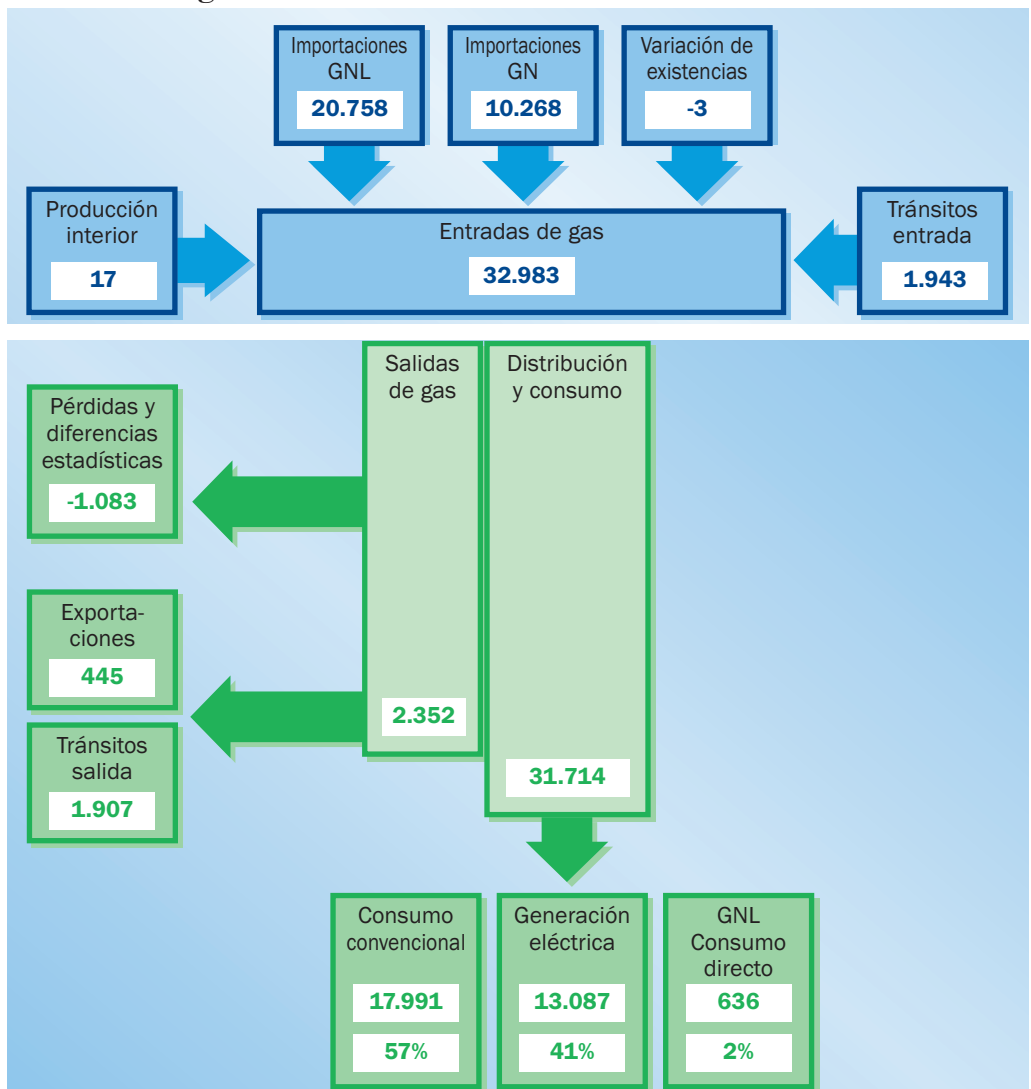 Importaciones
GNL
20.758
Importaciones
GN
10.268
Variación de
existencias
-3
Producción
interior
17
Entradas de gas
32.983
Tránsitos
entrada
1.943
Salidas
de gas
2.352
Distribución
y consumo
31.714
Pérdidas y
diferencias
estadísticas
-1.083
Exporta-
ciones
445
Tránsitos
salida
1.907
Consumo
convencional
17.991
57%
Generación
eléctrica
13.087
41%
GNL
Consumo
directo
636
2%